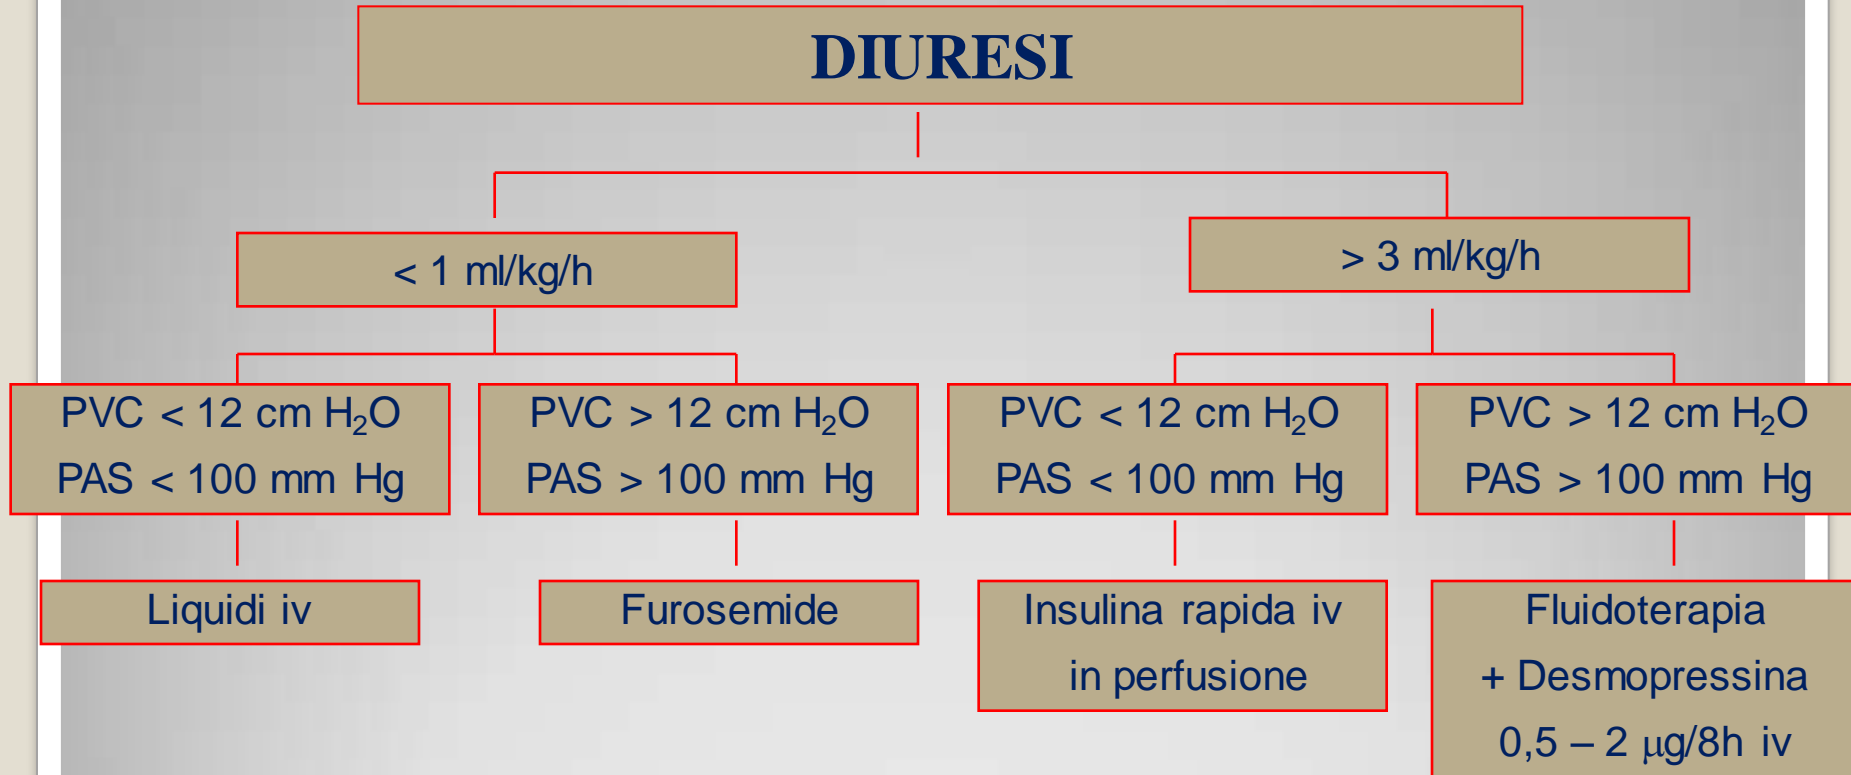 DIURESI
< 1 ml/kg/h
> 3 ml/kg/h
PVC < 12 cm H₂O
PAS < 100 mm Hg
PVC > 12 cm H₂O
PAS > 100 mm Hg
PVC < 12 cm H₂O
PAS < 100 mm Hg
PVC > 12 cm H₂O
PAS > 100 mm Hg
Liquidi iv
Furosemide
Insulina rapida iv
in perfusione
Fluidoterapia
+ Desmopressina
0,5 – 2 μg/8h iv